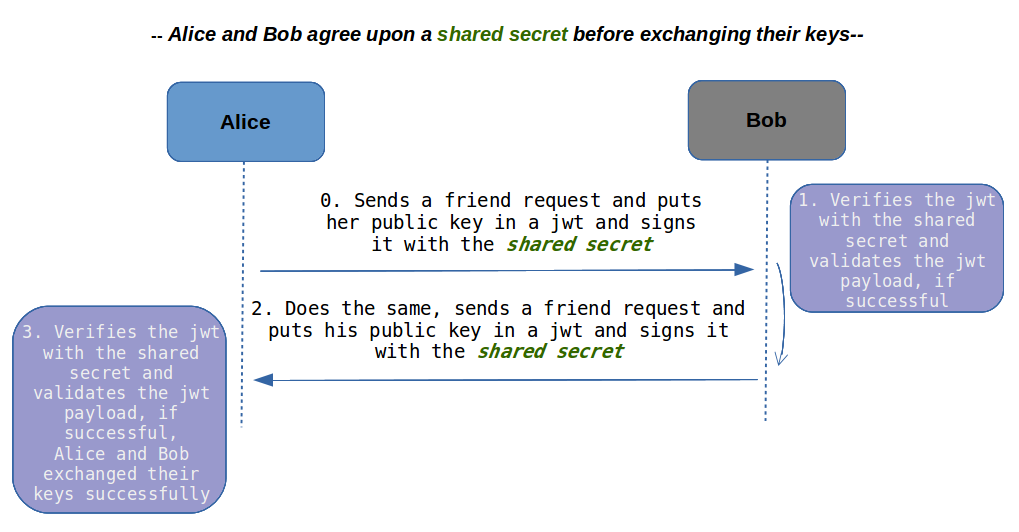 -- Alice and Bob agree upon a shared secret before exchanging their keys--
Alice
Bob
0. Sends a friend request and puts
her public key in a jwt and signs
it with the shared secret
1. Verifies the jwt
with the shared
secret and
validates the jwt
payload, if
successful
2. Does the same, sends a friend request and
puts his public key in a jwt and signs it
with the shared secret
3. Verifies the jwt
with the shared
secret and
validates the jwt
payload, if
successful,
Alice and Bob
exchanged their
keys successfully